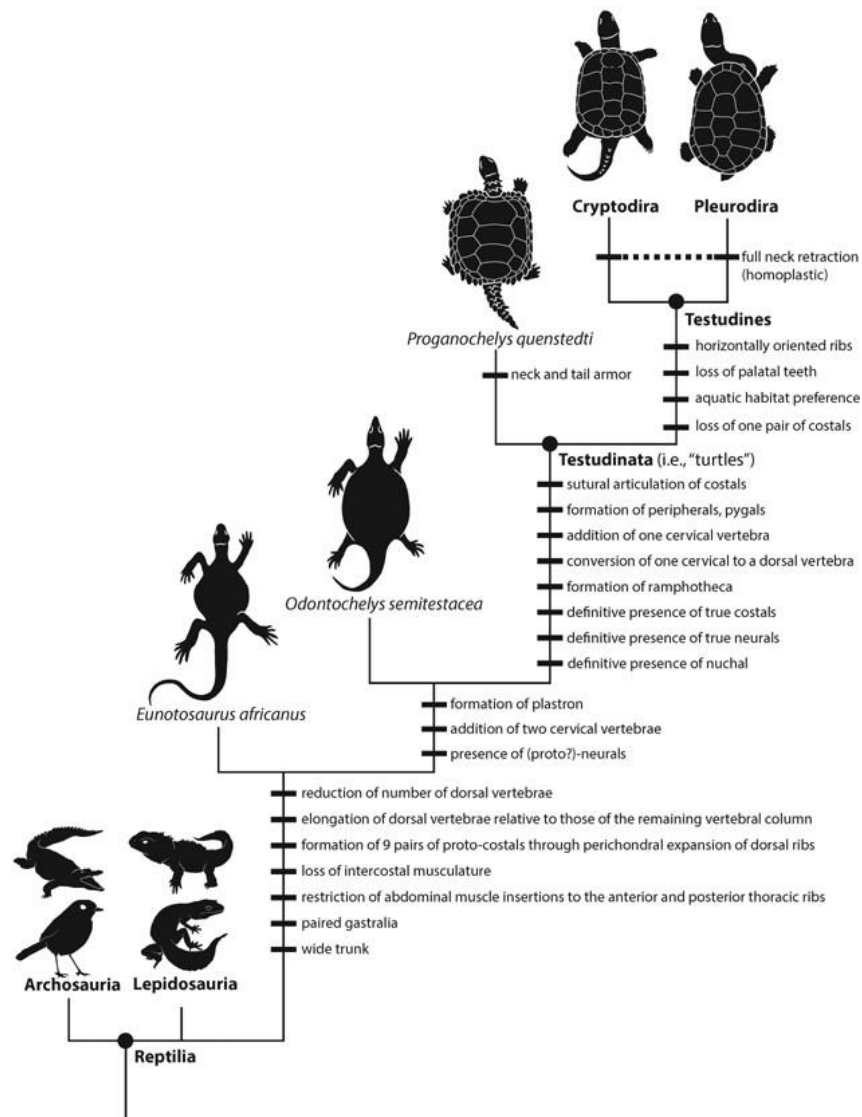 Cryptodira
Pleurodira
full neck retraction
(homoplastic)
Testudines
Proganochelys quenstedti
horizontally oriented ribs
neck and tail armor
loss of palatal teeth
aquatic habitat preference
loss of one pair of costals
Testudinata (i.e., “turtles”)
sutural articulation of costals
formation of peripherals, pygals
addition of one cervical vertebra
conversion of one cervical to a dorsal vertebra
formation of ramphotheca
Odontochelys semitestacea
definitive presence of true costals
definitive presence of true neurals
definitive presence of nuchal
formation of plastron
Eunotosaurus africanus
addition of two cervical vertebrae
presence of (proto?)-neurals
reduction of number of dorsal vertebrae
elongation of dorsal vertebrae relative to those of the remaining vertebral column
formation of 9 pairs of proto-costals through perichondral expansion of dorsal ribs
loss of intercostal musculature
restriction of abdominal muscle insertions to the anterior and posterior thoracic ribs
paired gastralia
wide trunk
Archosauria
Lepidosauria
Reptilia